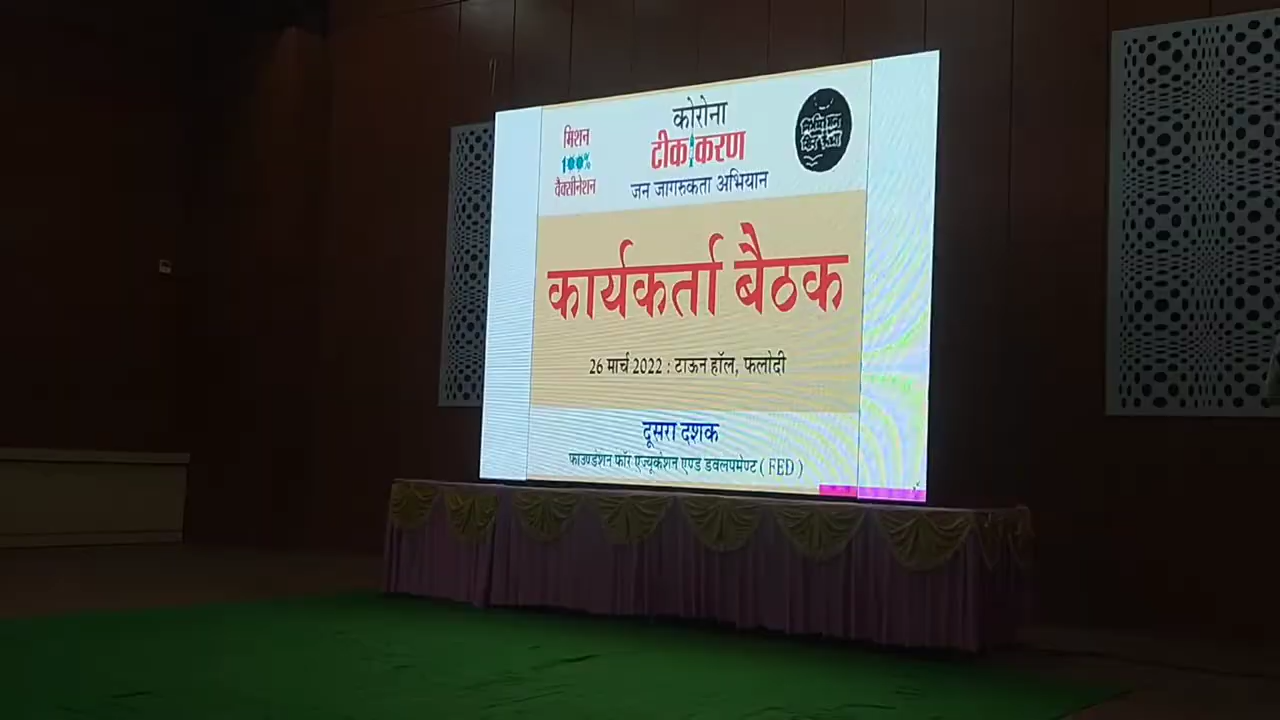 मिशन
100%
वैक्सीनेशन
कोरोना
टीकाकरण
जन जागरुकता अभियान
कार्यकर्ता बैठक
26 मार्च 2022 : टाऊन हॉल, फलोदी
दूसरा दशक
फाउण्डेशन फॉर एज्यूकेशन एण्ड डवलपमेण्ट ( FED )